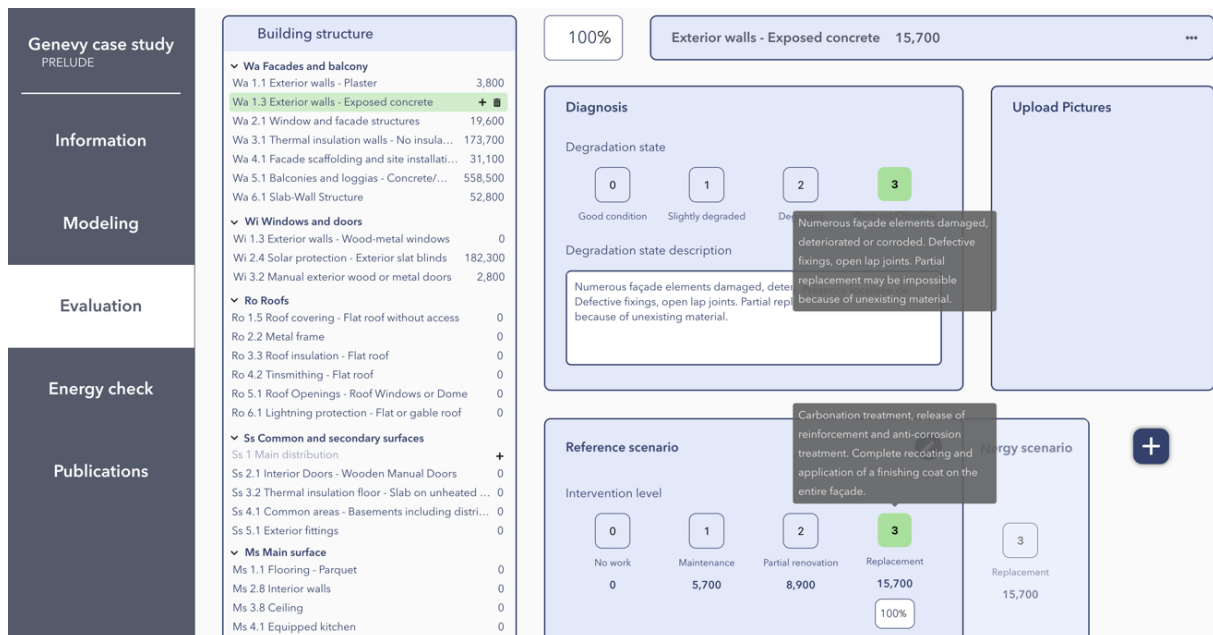 Genevy case study
PRELUDE
Information
Modeling
Evaluation
Energy check
Publications
Building structure
Wa Facades and balcony
Wa 1.1 Exterior walls - Plaster 3,800
Wa 1.3 Exterior walls - Exposed concrete +
Wa 2.1 Window and facade structures 19,600
Wa 3.1 Thermal insulation walls - No insula... 173,700
Wa 4.1 Facade scaffolding and site installati... 31,100
Wa 5.1 Balconies and loggias - Concrete/... 558,500
Wa 6.1 Slab-Wall Structure 52,800
Wi Windows and doors
Wi 1.3 Exterior walls - Wood-metal windows 0
Wi 2.4 Solar protection - Exterior slat blinds 182,300
Wi 3.2 Manual exterior wood or metal doors 2,800
Ro Roofs
Ro 1.5 Roof covering - Flat roof without access 0
Ro 2.2 Metal frame 0
Ro 3.3 Roof insulation - Flat roof 0
Ro 4.2 Tinsmithing - Flat roof 0
Ro 5.1 Roof Openings - Roof Windows or Dome 0
Ro 6.1 Lightning protection - Flat or gable roof 0
Ss Common and secondary surfaces
Ss 1 Main distribution +
Ss 2.1 Interior Doors - Wooden Manual Doors 0
Ss 3.2 Thermal insulation floor - Slab on unheated ... 0
Ss 4.1 Common areas - Basements including distri... 0
Ss 5.1 Exterior fittings 0
Ms Main surface
Ms 1.1 Flooring - Parquet 0
Ms 2.8 Interior walls 0
Ms 3.8 Ceiling 0
Ms 4.1 Equipped kitchen 0
100%
Exterior walls - Exposed concrete 15,700 ...
Diagnosis
Degradation state
0 1 2 3
Good condition Slightly degraded
Degradation state description
Numerous façade elements damaged,
Defective fixings, open lap joints. Partial
because of unexisting material.
Numerous façade elements damaged,
deteriorated or corroded. Defective
fixings, open lap joints. Partial
replacement may be impossible
because of unexisting material.
Upload Pictures
Reference scenario
Intervention level
0 1 2 3
No work Maintenance Partial renovation Replacement
0 5,700 8,900 15,700
100%
Carbonation treatment, release of
reinforcement and anti-corrosion
treatment. Complete recoating and
application of a finishing coat on the
entire façade.
scenario
3
Replacement
15,700
+